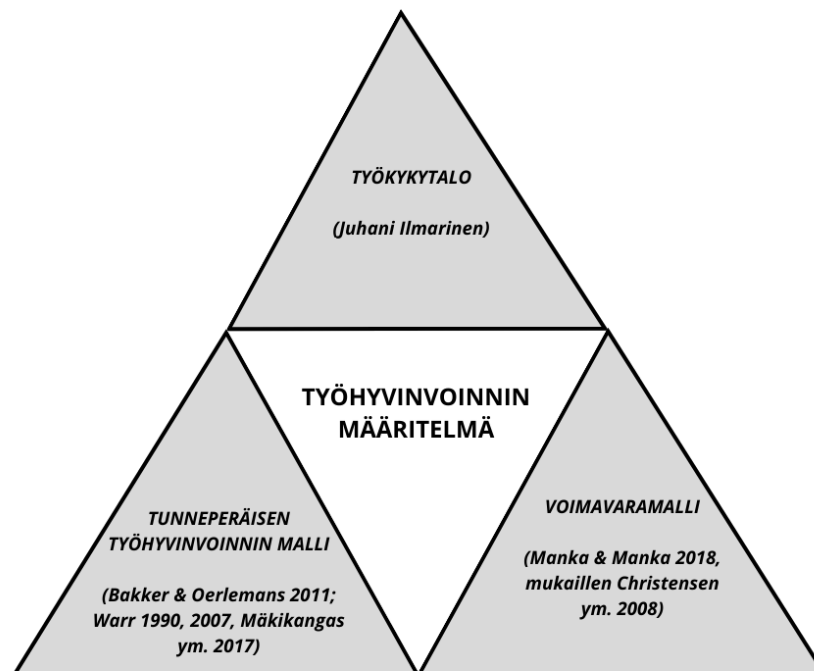 TYÖKYKYTALO
(Juhani Ilmarinen)
TYÖHYVINVOINNIN
MÄÄRITELMÄ
TUNNEPERÄISEN
TYÖHYVINVOINNIN MALLI
(Bakker & Oerlemans 2011;
Warr 1990, 2007, Mäkikangas
ym. 2017)
VOIMAVARAMALLI
(Manka & Manka 2018,
mukaillen Christensen
ym. 2008)